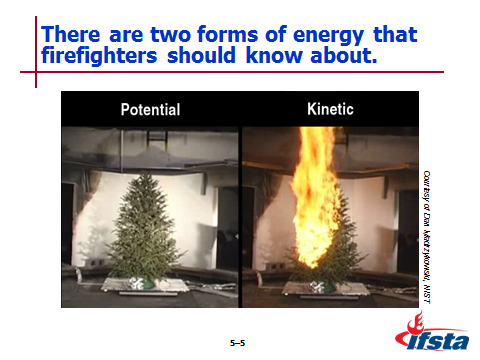 There are two forms of energy that
firefighters should know about.
Potential
Kinetic
Courtesy of Dan Madrzykowski, NIST
5–5
ifsta